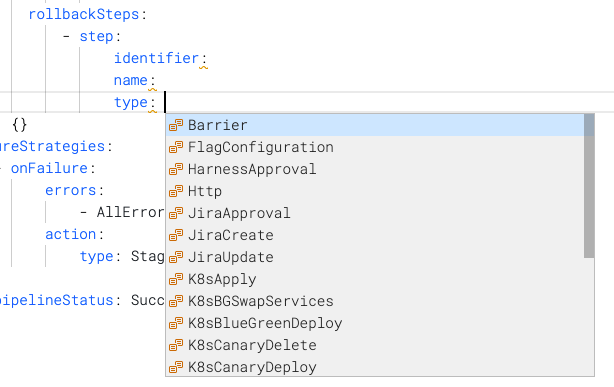 rollbackSteps:
- step:
identifier:
name:
type:
{}
ureStrategies:
- onFailure:
errors:
- AllError
action:
type: Stag
pipelineStatus: Succ
Barrier
FlagConfiguration
HarnessApproval
Http
JiraApproval
JiraCreate
JiraUpdate
K8sApply
K8sBGSwapServices
K8sBlueGreenDeploy
K8sCanaryDelete
K8sCanaryDeploy